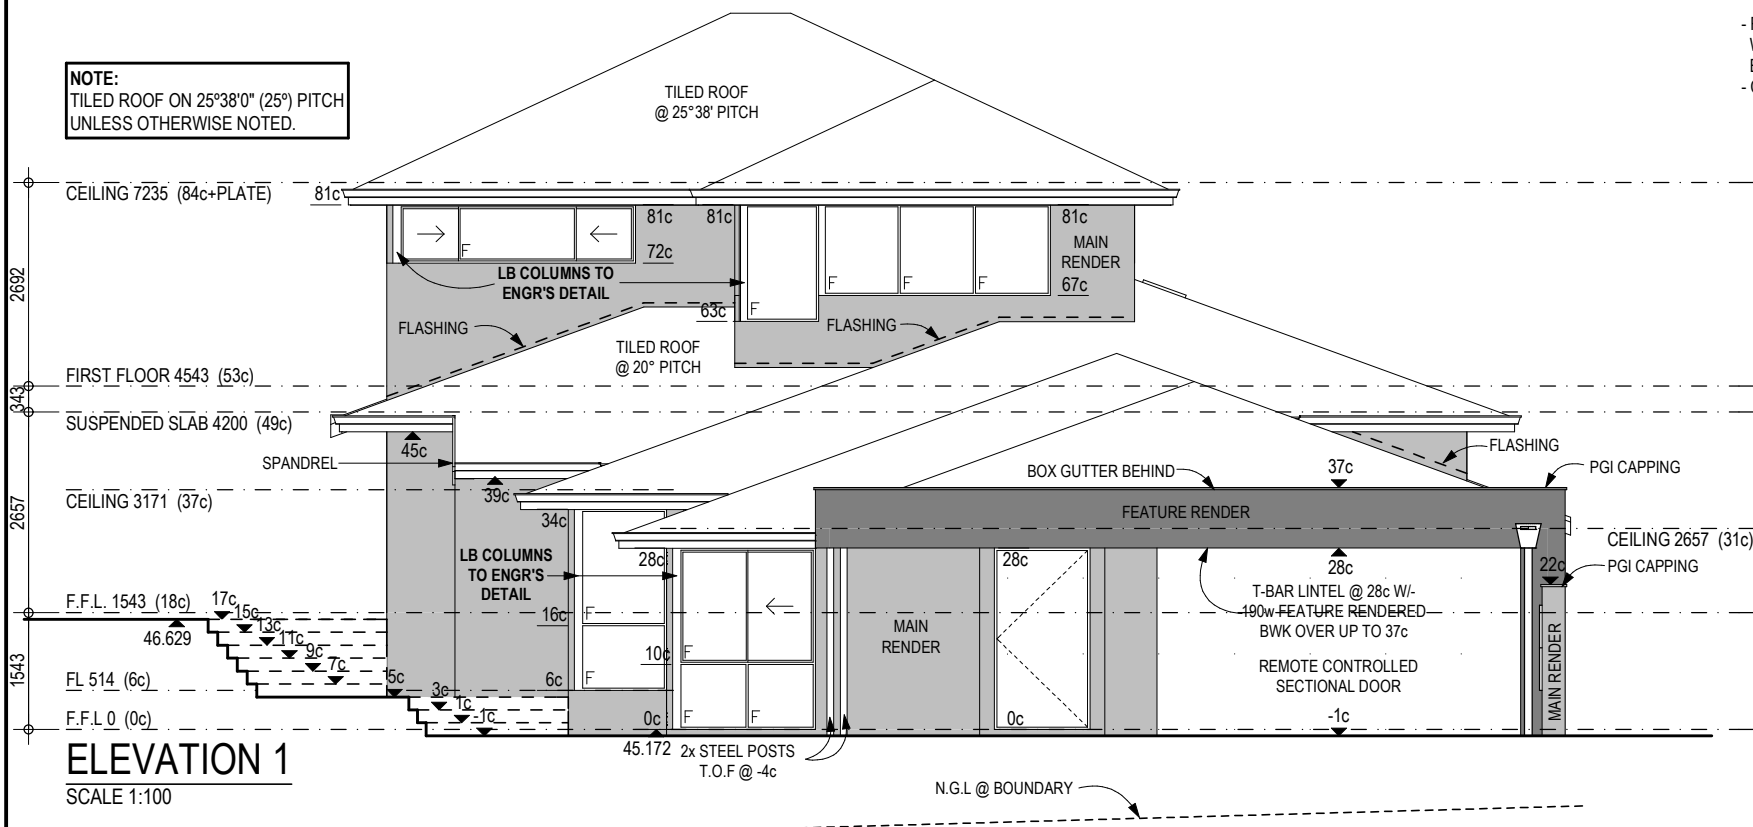 NOTE:
TILED ROOF ON 25°38'0" (25º) PITCH
UNLESS OTHERWISE NOTED.
TILED ROOF
@ 25°38' PITCH
CEILING 7235 (84c+PLATE)
81c
81c
81c
81c
72c
MAIN
RENDER
67c
LB COLUMNS TO
ENGR'S DETAIL
F
F
F
F
F
63c
2692
FLASHING
FLASHING
TILED ROOF
@ 20° PITCH
FIRST FLOOR 4543 (53c)
343
SUSPENDED SLAB 4200 (49c)
45c
SPANDREL
39c
FLASHING
BOX GUTTER BEHIND
37c
PGI CAPPING
2657
CEILING 3171 (37c)
34c
FEATURE RENDER
CEILING 2657 (31c)
LB COLUMNS
TO ENGR'S
DETAIL
28c
28c
28c
22c
PGI CAPPING
T-BAR LINTEL @ 28c W/-
190w FEATURE RENDERED
BWK OVER UP TO 37c
F.F.L. 1543 (18c)
17c
15c
13c
11c
9c
7c
5c
3c
1c
-1c
46.629
16c
F
F
10c
F
F
F
MAIN
RENDER
REMOTE CONTROLLED
SECTIONAL DOOR
MAIN RENDER
1543
FL 514 (6c)
6c
F.F.L 0 (0c)
0c
0c
-1c
45.172
2x STEEL POSTS
T.O.F @ -4c
ELEVATION 1
SCALE 1:100
N.G.L @ BOUNDARY